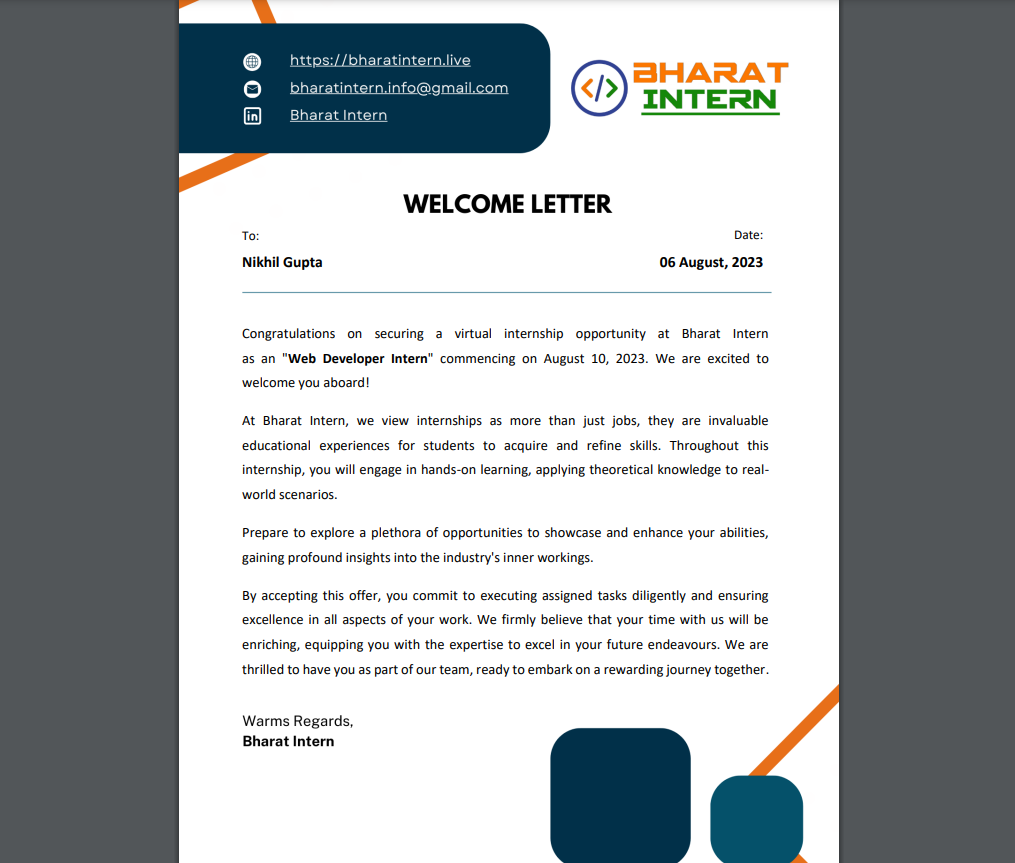 https://bharatintern.live
bharatintern.info@gmail.com
Bharat Intern
BHARAT
INTERN
WELCOME LETTER
To:
Date:
Nikhil Gupta
06 August, 2023
Congratulations on securing a virtual internship opportunity at Bharat Intern
as an "Web Developer Intern" commencing on August 10, 2023. We are excited to
welcome you aboard!
At Bharat Intern, we view internships as more than just jobs, they are invaluable
educational experiences for students to acquire and refine skills. Throughout this
internship, you will engage in hands-on learning, applying theoretical knowledge to real-
world scenarios.
Prepare to explore a plethora of opportunities to showcase and enhance your abilities,
gaining profound insights into the industry's inner workings.
By accepting this offer, you commit to executing assigned tasks diligently and ensuring
excellence in all aspects of your work. We firmly believe that your time with us will be
enriching, equipping you with the expertise to excel in your future endeavours. We are
thrilled to have you as part of our team, ready to embark on a rewarding journey together.
Warms Regards,
Bharat Intern